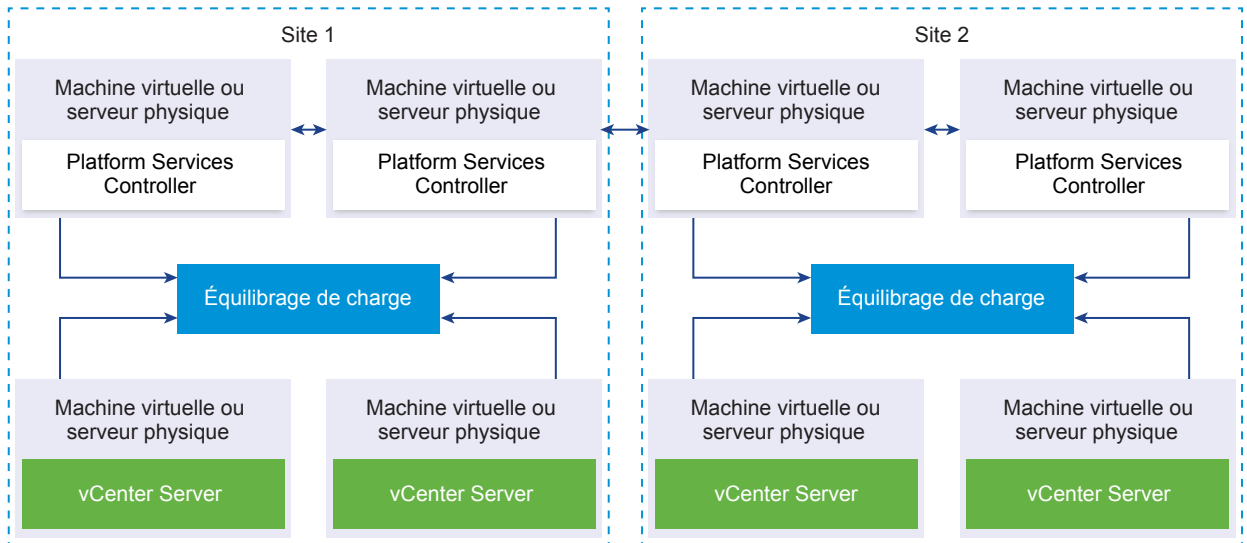 Site 1
Site 2
Machine virtuelle ou
serveur physique
Platform Services
Controller
Machine virtuelle ou
serveur physique
Platform Services
Controller
Machine virtuelle ou
serveur physique
Platform Services
Controller
Machine virtuelle ou
serveur physique
Platform Services
Controller
Équilibrage de charge
Équilibrage de charge
Machine virtuelle ou
serveur physique
vCenter Server
Machine virtuelle ou
serveur physique
vCenter Server
Machine virtuelle ou
serveur physique
vCenter Server
Machine virtuelle ou
serveur physique
vCenter Server